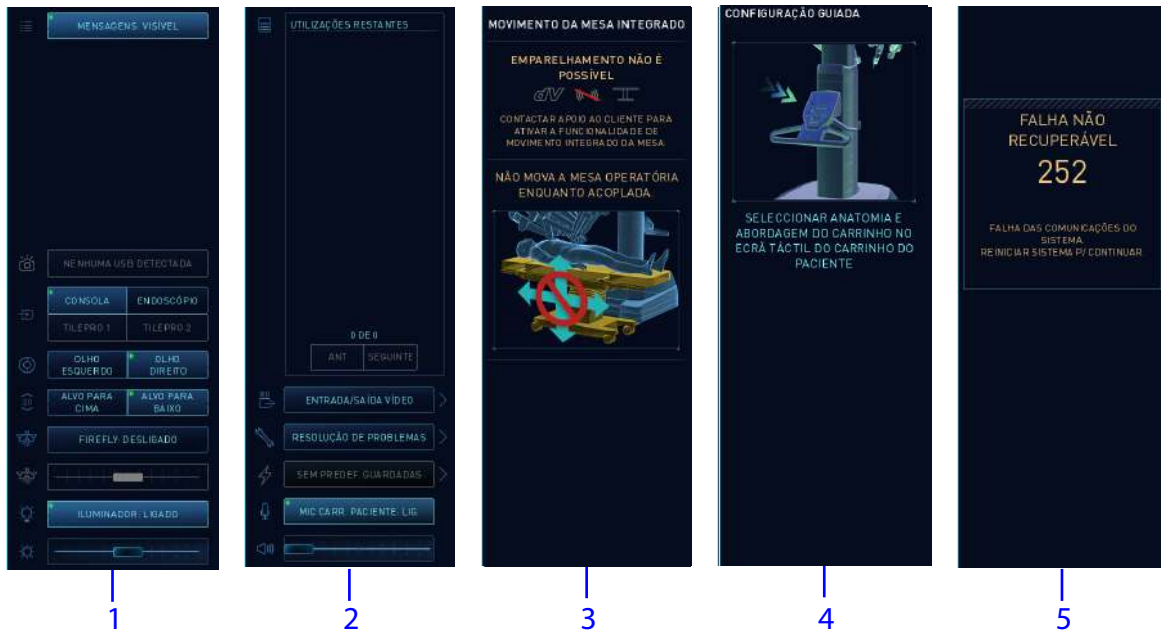 MENSAGENS: VISÍVEL
NENHUMA USB DETECTADA
CONSOLA
ENDOSCÓPIO
TILEPRO 1
TILEPRO 2
OLHO
ESQUERDO
OLHO
DIREITO
ALVO PARA
CIMA
ALVO PARA
BAIXO
FIREFLY: DESLIGADO
ILUMINADOR: LIGADO
1
UTILIZAÇÕES RESTANTES
0 DE 0
ANT
SEGUINTE
ENTRADA/SAÍDA VÍDEO
RESOLUÇÃO DE PROBLEMAS
SEM PREDEF. GUARDADAS
MIC CARR. PACIENTE: LIG.
2
MOVIMENTO DA MESA INTEGRADO
EMPARELHAMENTO NÃO É
POSSÍVEL
dV
CONTACTAR APOIO AO CLIENTE PARA
ATIVAR A FUNCIONALIDADE DE
MOVIMENTO INTEGRADO DA MESA.
NÃO MOVA A MESA OPERATÓRIA
ENQUANTO ACOPLADA.
3
CONFIGURAÇÃO GUIADA
SELECCIONAR ANATOMIA E
ABORDAGEM DO CARRINHO NO
ECRÃ TÁCTIL DO CARRINHO DO
PACIENTE
4
FALHA NÃO
RECUPERÁVEL
252
FALHA DAS COMUNICAÇÕES DO
SISTEMA.
REINICIAR SISTEMA P/ CONTINUAR.
5